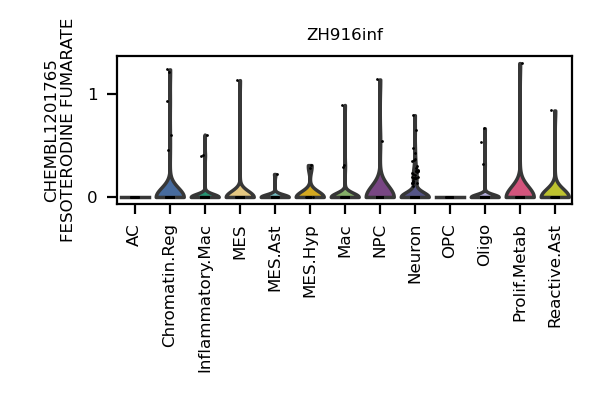 ZH916inf
CHEMBL1201765
FESOTERODINE FUMARATE
1
0
AC
Chromatin.Reg
Inflammatory.Mac
MES
MES.Ast
MES.Hyp
Mac
NPC
Neuron
OPC
Oligo
Prolif.Metab
Reactive.Ast